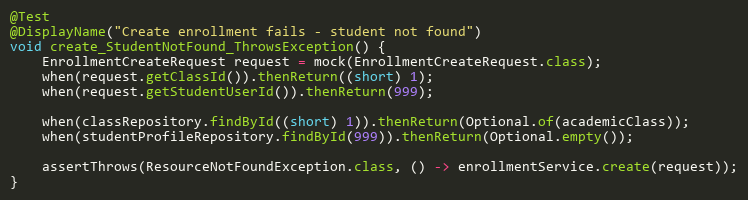 @Test
@DisplayName("Create enrollment fails - student not found")
void create_StudentNotFound_ThrowsException() {
    EnrollmentCreateRequest request = mock(EnrollmentCreateRequest.class);
    when(request.getClassId()).thenReturn((short) 1);
    when(request.getStudentUserId()).thenReturn(999);

    when(classRepository.findById((short) 1)).thenReturn(Optional.of(academicClass));
    when(studentProfileRepository.findById(999)).thenReturn(Optional.empty());

    assertThrows(ResourceNotFoundException.class, () -> enrollmentService.create(request));
}